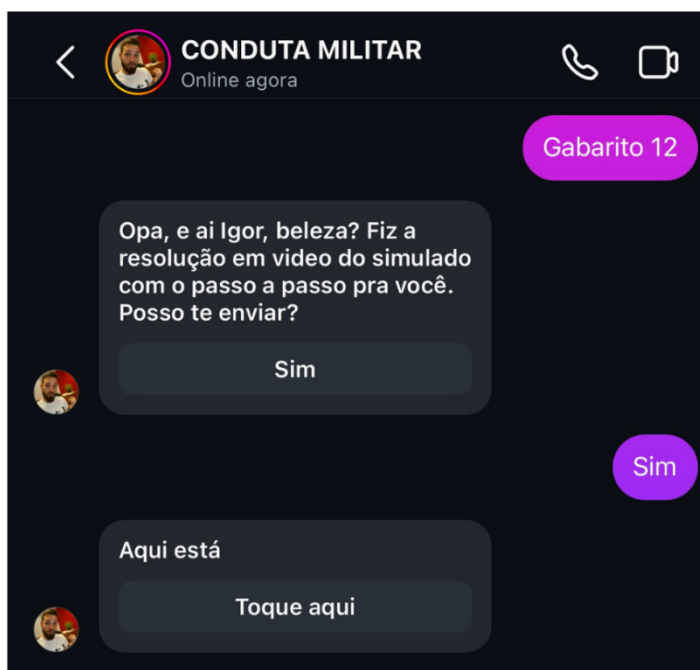 CONDUTA MILITAR
Online agora
Gabarito 12
Opa, e ai Igor, beleza? Fiz a
resolução em video do simulado
com o passo a passo pra você.
Posso te enviar?
Sim
Sim
Aqui está
Toque aqui